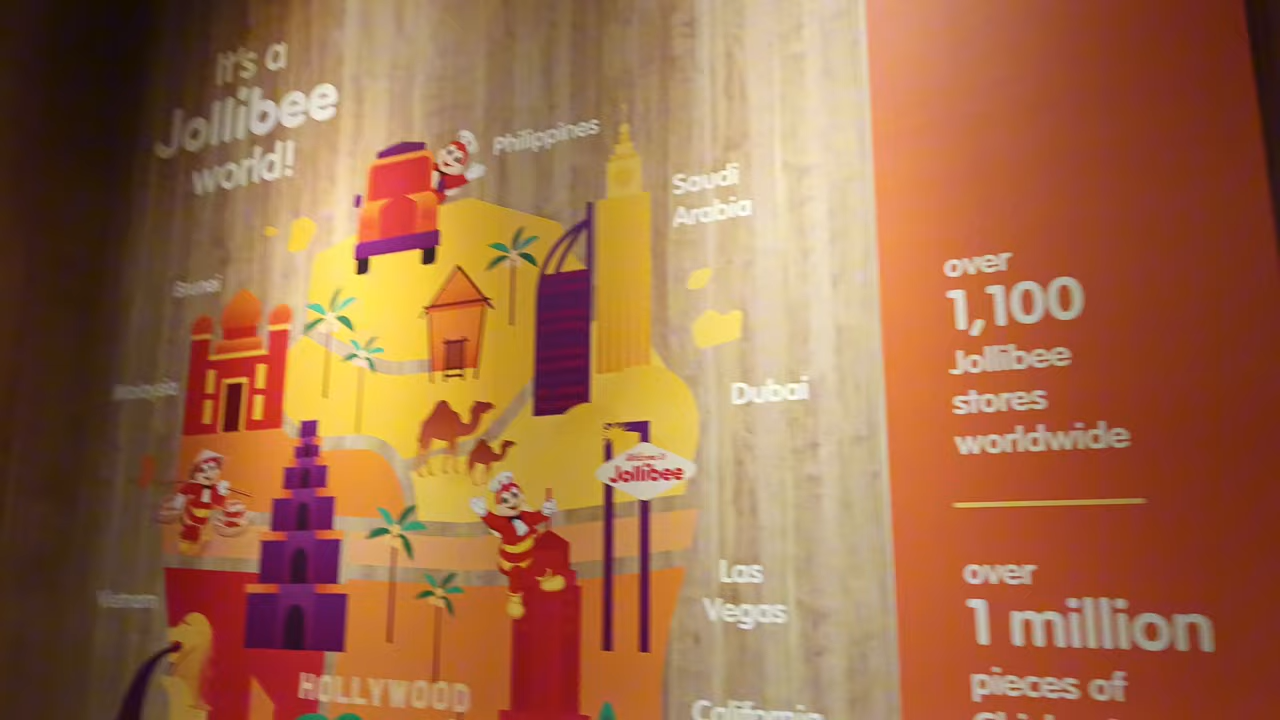 It's a
Jollibee
world!
Philippines
Saudi
Arabia
Brunei
Malaysia
Dubai
Jollibee
Las
Vegas
Vietnam
HOLLYWOOD
California
over
1,100
Jollibee
stores
worldwide
over
1 million
pieces of